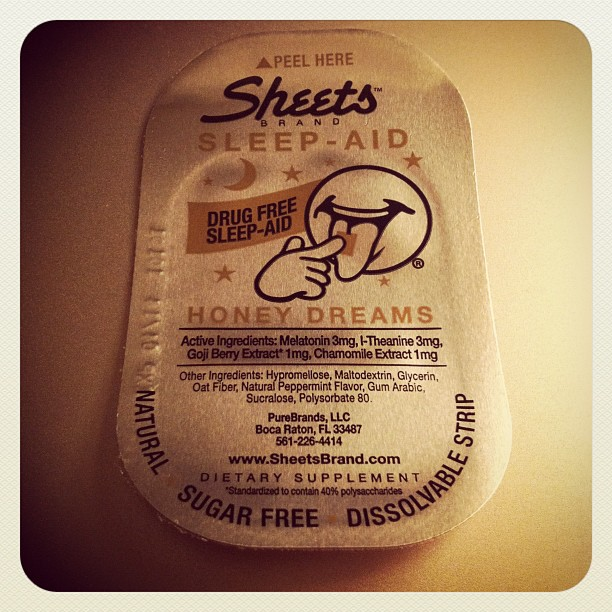 ▲PEEL HERE
Sheets™
BRAND
SLEEP-AID
DRUG FREE
SLEEP-AID
®
HONEY DREAMS
Active Ingredients: Melatonin 3mg, l-Theanine 3mg,
Goji Berry Extract* 1mg, Chamomile Extract 1mg
Other Ingredients: Hypromellose, Maltodextrin, Glycerin,
Oat Fiber, Natural Peppermint Flavor, Gum Arabic,
Sucralose, Polysorbate 80.
PureBrands, LLC
Boca Raton, FL 33487
561-226-4414
www.SheetsBrand.com
DIETARY SUPPLEMENT
*Standardized to contain 40% polysaccharides
NATURAL
SUGAR FREE
DISSOLVABLE STRIP